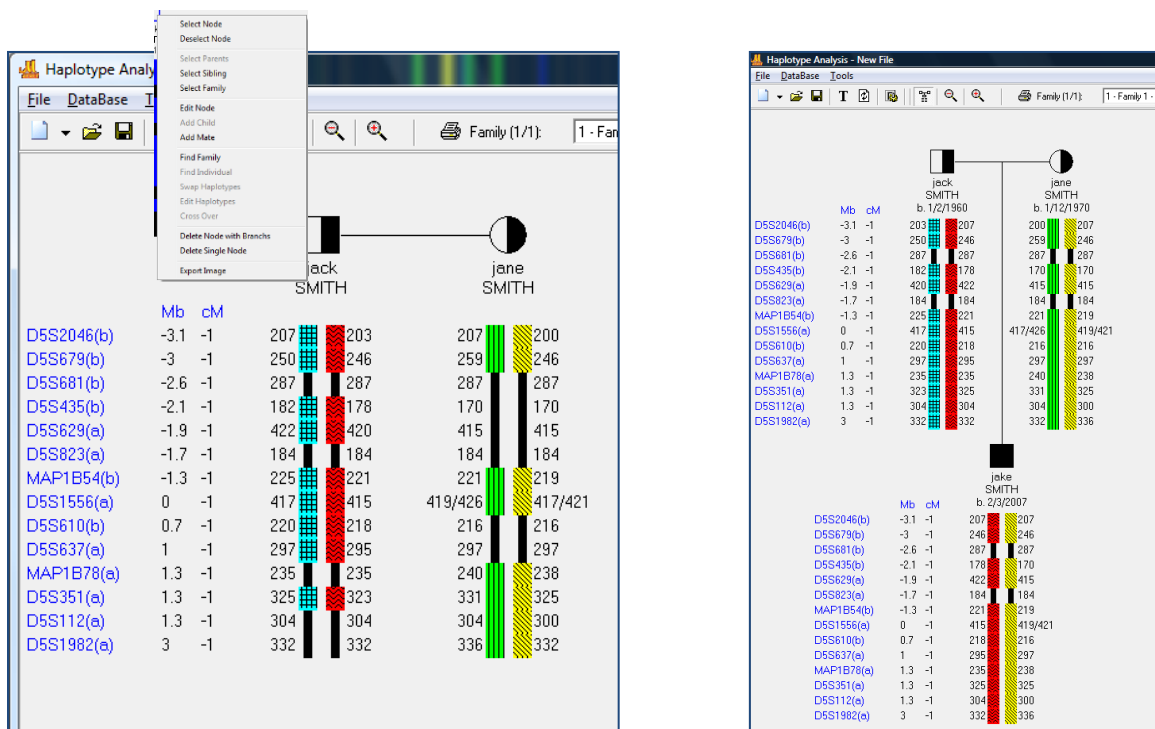 Select Node
Deselect Node
Select Parents
Select Sibling
Select Family
Edit Node
Add Child
Add Mate
Find Family
Find Individual
Swap Haplotypes
Edit Haplotypes
Cross Over
Delete Node with Branchs
Delete Single Node
Export Image
Haplotype Analy
File DataBase T
Family (1/1): 1 - Fan
jack jane
SMITH SMITH
Mb cM
D5S2046(b) -3.1 -1 207 203 207 200
D5S679(b) -3 -1 250 246 259 246
D5S681(b) -2.6 -1 287 287 287 287
D5S435(b) -2.1 -1 182 178 170 170
D5S629(a) -1.9 -1 422 420 415 415
D5S823(a) -1.7 -1 184 184 184 184
MAP1B54(b) -1.3 -1 225 221 221 219
D5S1556(a) 0 -1 417 415 419/426 417/421
D5S610(b) 0.7 -1 220 218 216 216
D5S637(a) 1 -1 297 295 297 297
MAP1B78(a) 1.3 -1 235 235 240 238
D5S351(a) 1.3 -1 325 323 331 325
D5S112(a) 1.3 -1 304 304 304 300
D5S1982(a) 3 -1 332 332 336 332
Haplotype Analysis - New File
File DataBase Tools
T Family (1/1): 1 - Family 1 -
jack jane
SMITH SMITH
b. 1/2/1960 b. 1/12/1970
Mb cM
D5S2046(b) -3.1 -1 203 207 200 207
D5S679(b) -3 -1 250 246 259 246
D5S681(b) -2.6 -1 287 287 287 287
D5S435(b) -2.1 -1 182 178 170 170
D5S629(a) -1.9 -1 420 422 415 415
D5S823(a) -1.7 -1 184 184 184 184
MAP1B54(b) -1.3 -1 225 221 221 219
D5S1556(a) 0 -1 417 415 417/426 419/421
D5S610(b) 0.7 -1 220 218 216 216
D5S637(a) 1 -1 297 295 297 297
MAP1B78(a) 1.3 -1 235 235 240 238
D5S351(a) 1.3 -1 323 325 331 325
D5S112(a) 1.3 -1 304 304 304 300
D5S1982(a) 3 -1 332 332 332 336
jake
SMITH
b. 2/3/2007
Mb cM
D5S2046(b) -3.1 -1 207 207
D5S679(b) -3 -1 246 246
D5S681(b) -2.6 -1 287 287
D5S435(b) -2.1 -1 178 170
D5S629(a) -1.9 -1 422 415
D5S823(a) -1.7 -1 184 184
MAP1B54(b) -1.3 -1 221 219
D5S1556(a) 0 -1 415 419/421
D5S610(b) 0.7 -1 218 216
D5S637(a) 1 -1 295 297
MAP1B78(a) 1.3 -1 235 238
D5S351(a) 1.3 -1 325 325
D5S112(a) 1.3 -1 304 300
D5S1982(a) 3 -1 332 336